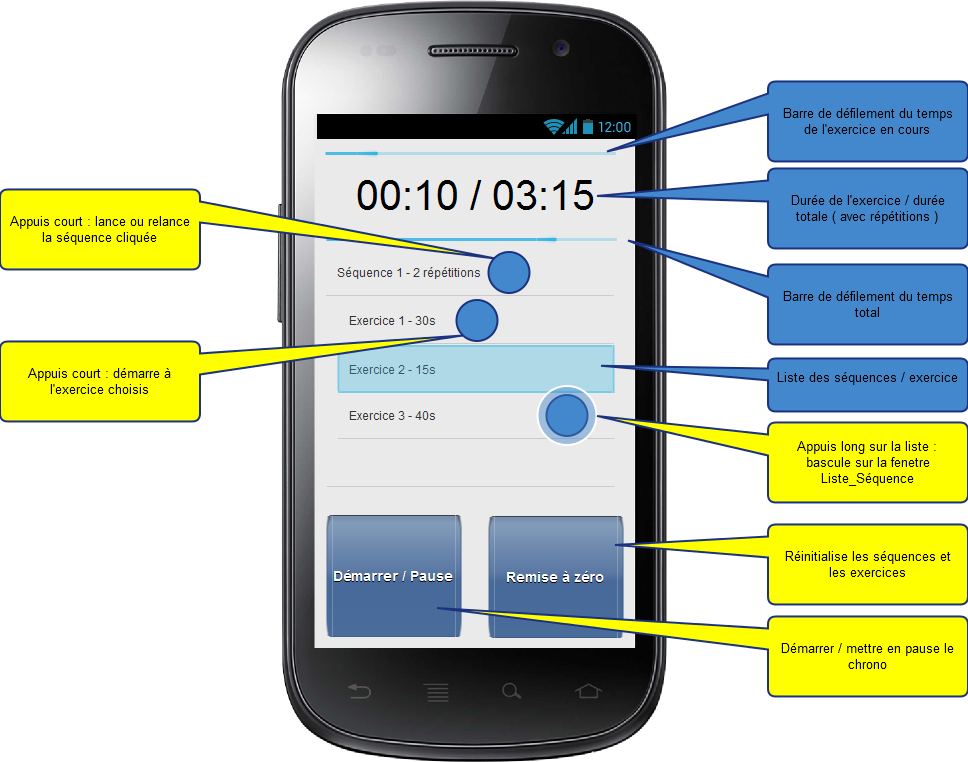 12:00
Barre de défilement du temps
de l'exercice en cours
00:10 / 03:15
Durée de l'exercice / durée
totale ( avec répétitions )
Appuis court : lance ou relance
la séquence cliquée
Séquence 1 - 2 répétitions
Barre de défilement du temps
total
Exercice 1 - 30s
Appuis court : démarre à
l'exercice choisis
Exercice 2 - 15s
Liste des séquences / exercice
Exercice 3 - 40s
Appuis long sur la liste :
bascule sur la fenetre
Liste_Séquence
Démarrer / Pause
Remise à zéro
Réinitialise les séquences et
les exercices
Démarrer / mettre en pause le
chrono